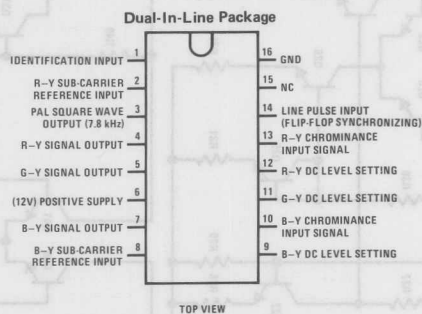 Dual-In-Line Package
IDENTIFICATION INPUT 1
R-Y SUB-CARRIER
REFERENCE INPUT 2
PAL SQUARE WAVE
OUTPUT (7.8 kHz) 3
R-Y SIGNAL OUTPUT 4
G-Y SIGNAL OUTPUT 5
(12V) POSITIVE SUPPLY 6
B-Y SIGNAL OUTPUT 7
B-Y SUB-CARRIER
REFERENCE INPUT 8
16 GND
15 NC
14 LINE PULSE INPUT
(FLIP-FLOP SYNCHRONIZING)
13 R-Y CHROMINANCE
INPUT SIGNAL
12 R-Y DC LEVEL SETTING
11 G-Y DC LEVEL SETTING
10 B-Y CHROMINANCE
INPUT SIGNAL
9 B-Y DC LEVEL SETTING
TOP VIEW